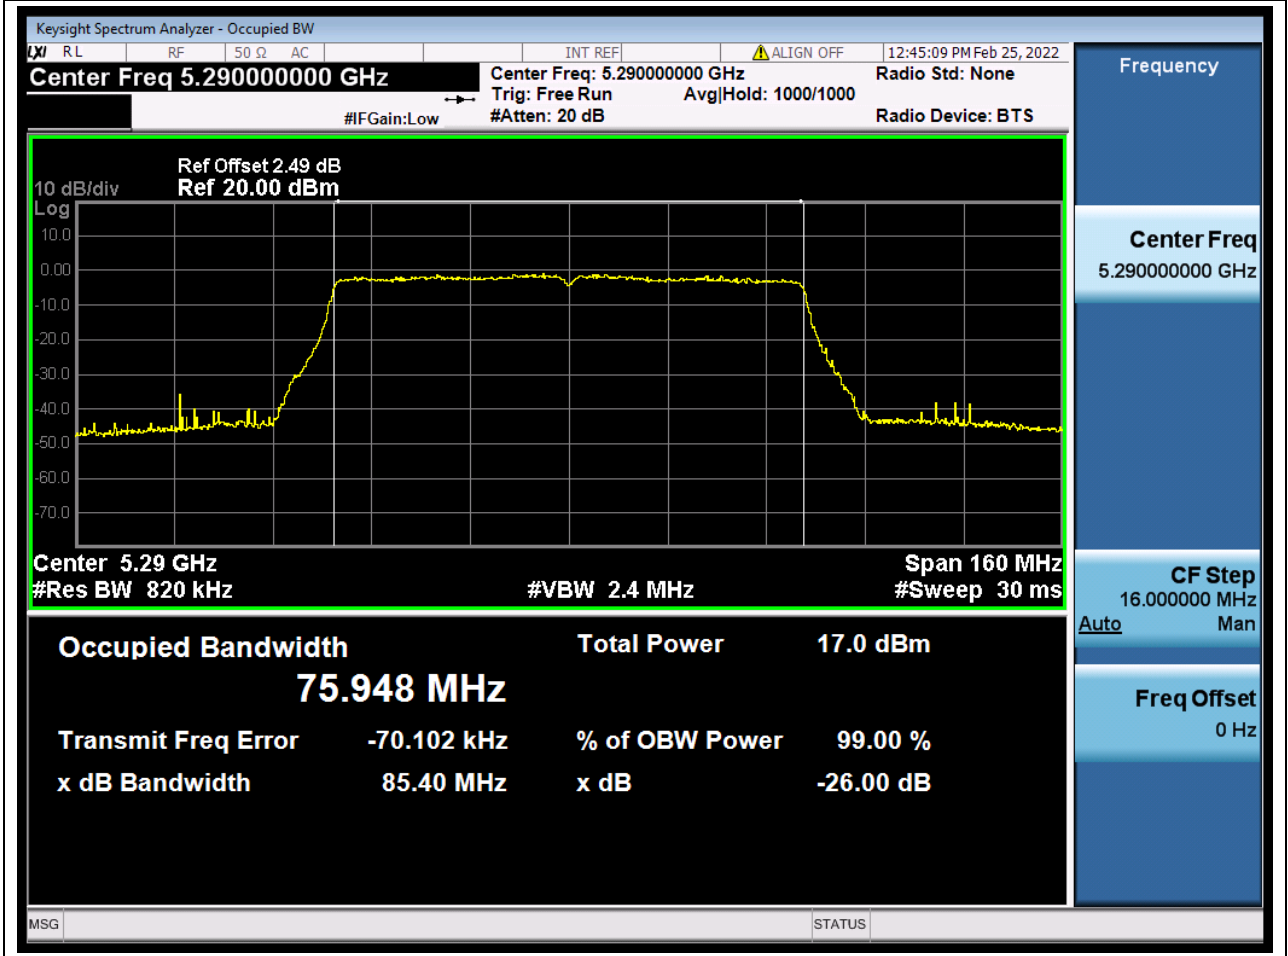 Keysight Spectrum Analyzer - Occupied BW
LXI RL RF 50 Ω AC INT REF ALIGN OFF 12:45:09 PM Feb 25, 2022
Center Freq 5.290000000 GHz
Center Freq: 5.290000000 GHz
Radio Std: None
Trig: Free Run Avg|Hold: 1000/1000
#IFGain:Low
#Atten: 20 dB
Radio Device: BTS
Ref Offset 2.49 dB
10 dB/div Ref 20.00 dBm
Log
10.0
0.00
-10.0
-20.0
-30.0
-40.0
-50.0
-60.0
-70.0
Center 5.29 GHz Span 160 MHz
#Res BW 820 kHz #VBW 2.4 MHz #Sweep 30 ms
Occupied Bandwidth Total Power 17.0 dBm
75.948 MHz
Transmit Freq Error -70.102 kHz % of OBW Power 99.00 %
x dB Bandwidth 85.40 MHz x dB -26.00 dB
MSG STATUS
Frequency
Center Freq
5.290000000 GHz
CF Step
16.000000 MHz
Auto Man
Freq Offset
0 Hz